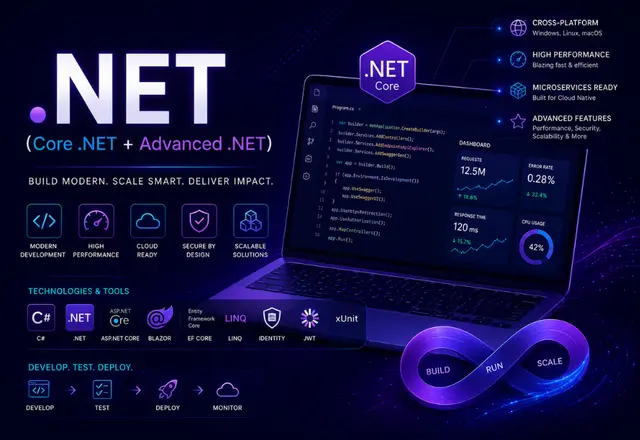 .NET
(Core .NET + Advanced .NET)
BUILD MODERN. SCALE SMART. DELIVER IMPACT.
MODERN DEVELOPMENT
HIGH PERFORMANCE
CLOUD READY
SECURE BY DESIGN
SCALABLE SOLUTIONS
TECHNOLOGIES & TOOLS
C#
.NET
ASP.NET Core
Entity Framework Core
LINQ
xUnit
C#
.NET
ASP.NET CORE
BLAZOR
EF CORE
LINQ
IDENTITY
JWT
DEVELOP. TEST. DEPLOY.
DEVELOP
TEST
DEPLOY
MONITOR
.NET
Core
CROSS-PLATFORM
Windows, Linux, macOS
HIGH PERFORMANCE
Blazing fast & efficient
MICROSERVICES READY
Built for Cloud Native
ADVANCED FEATURES
Performance, Security,
Scalability & More
Program.cs
var builder = WebApplication.CreateBuilder(args);
builder.Services.AddControllers();
builder.Services.AddEndpointsApiExplorer();
builder.Services.AddSwaggerGen();
var app = builder.Build();
if (app.Environment.IsDevelopment())
{
app.UseSwagger();
app.UseSwaggerUI();
}
app.UseHttpsRedirection();
app.UseAuthorization();
app.MapControllers();
app.Run();
DASHBOARD
REQUESTS
12.5M
ERROR RATE
0.28%
RESPONSE TIME
120 ms
CPU USAGE
42%
BUILD
RUN
SCALE